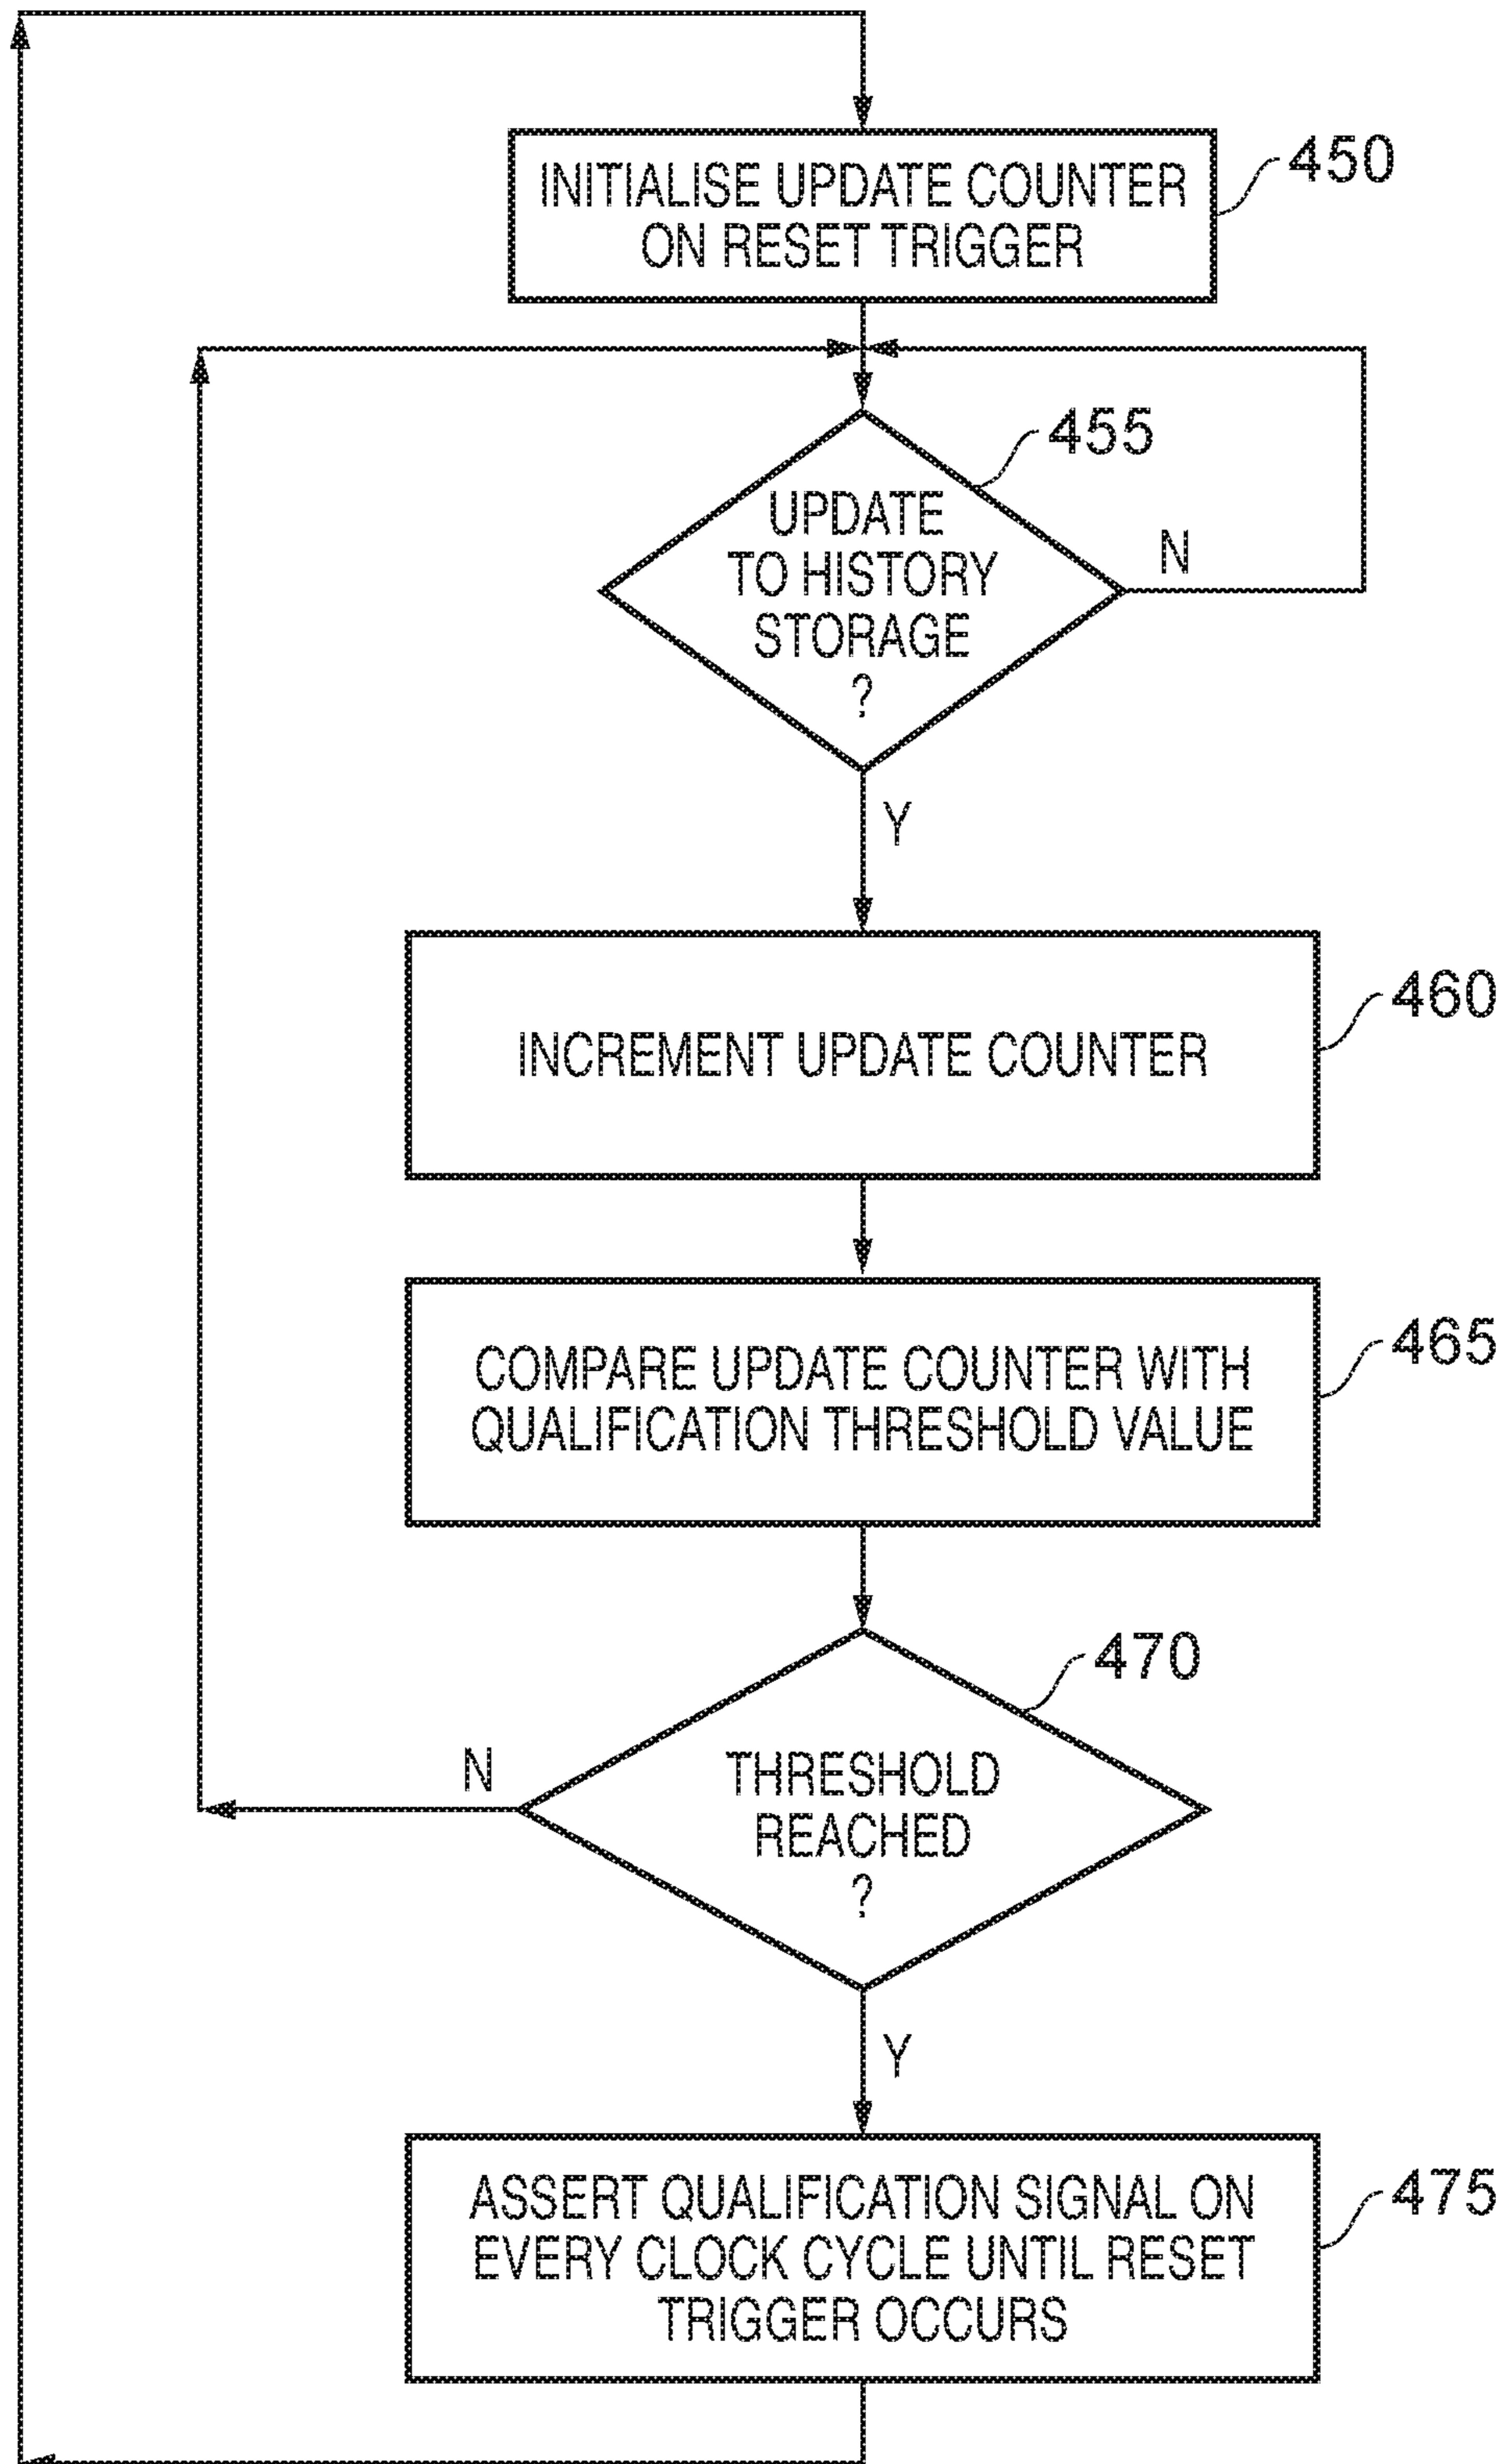 INITIALISE UPDATE COUNTER
ON RESET TRIGGER
450
455
UPDATE
TO HISTORY
STORAGE
?
N
Y
INCREMENT UPDATE COUNTER
460
COMPARE UPDATE COUNTER WITH
QUALIFICATION THRESHOLD VALUE
465
470
THRESHOLD
REACHED
?
N
Y
ASSERT QUALIFICATION SIGNAL ON
EVERY CLOCK CYCLE UNTIL RESET
TRIGGER OCCURS
475